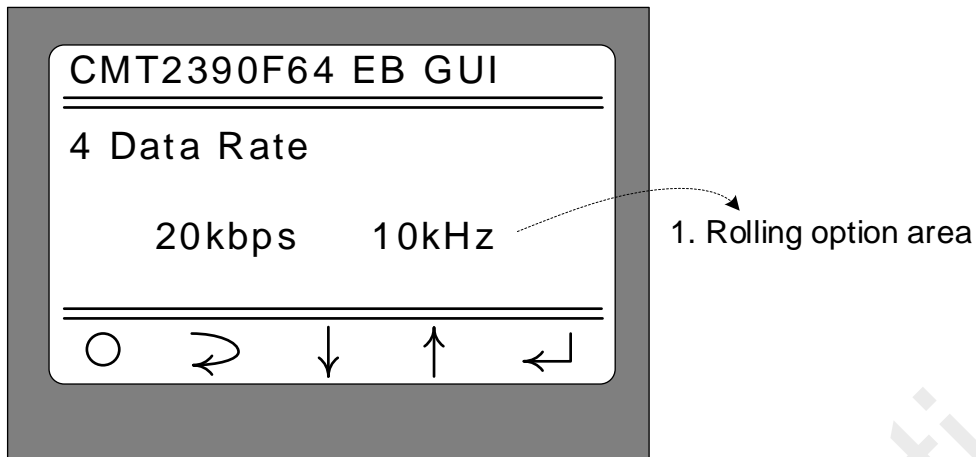 CMT2390F64 EB GUI
4 Data Rate
20kbps 10kHz
1. Rolling option area